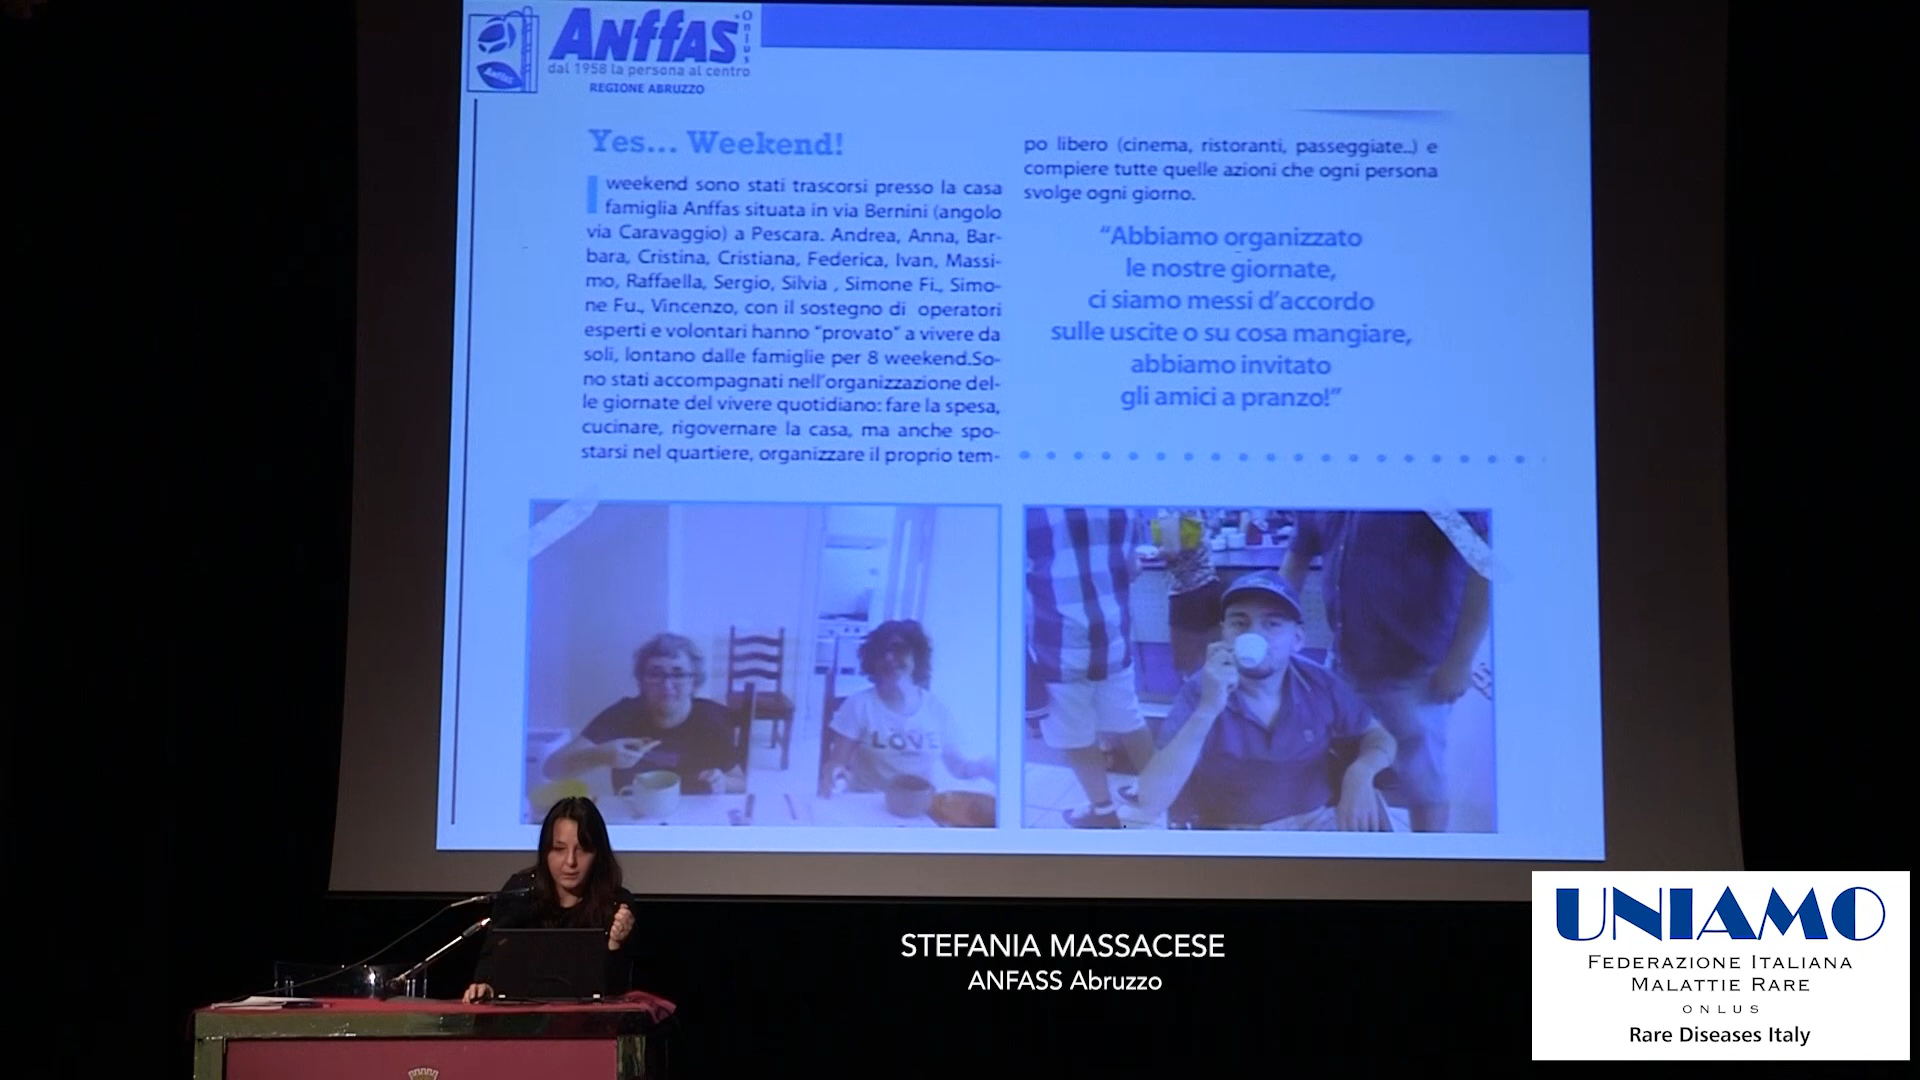 Anffas
Onlus
dal 1958 la persona al centro
REGIONE ABRUZZO
Yes... Weekend!
I weekend sono stati trascorsi presso la casa
famiglia Anffas situata in via Bernini (angolo
via Caravaggio) a Pescara. Andrea, Anna, Bar-
bara, Cristina, Cristiana, Federica, Ivan, Massi-
mo, Raffaella, Sergio, Silvia , Simone Fi., Simo-
ne Fu., Vincenzo, con il sostegno di operatori
esperti e volontari hanno “provato” a vivere da
soli, lontano dalle famiglie per 8 weekend.So-
no stati accompagnati nell’organizzazione del-
le giornate del vivere quotidiano: fare la spesa,
cucinare, rigovernare la casa, ma anche spo-
starsi nel quartiere, organizzare il proprio tem-
po libero (cinema, ristoranti, passeggiate..) e
compiere tutte quelle azioni che ogni persona
svolge ogni giorno.
“Abbiamo organizzato
le nostre giornate,
ci siamo messi d’accordo
sulle uscite o su cosa mangiare,
abbiamo invitato
gli amici a pranzo!”
LOVE
STEFANIA MASSACESE
ANFASS Abruzzo
UNIAMO
FEDERAZIONE ITALIANA
MALATTIE RARE
ONLUS
Rare Diseases Italy